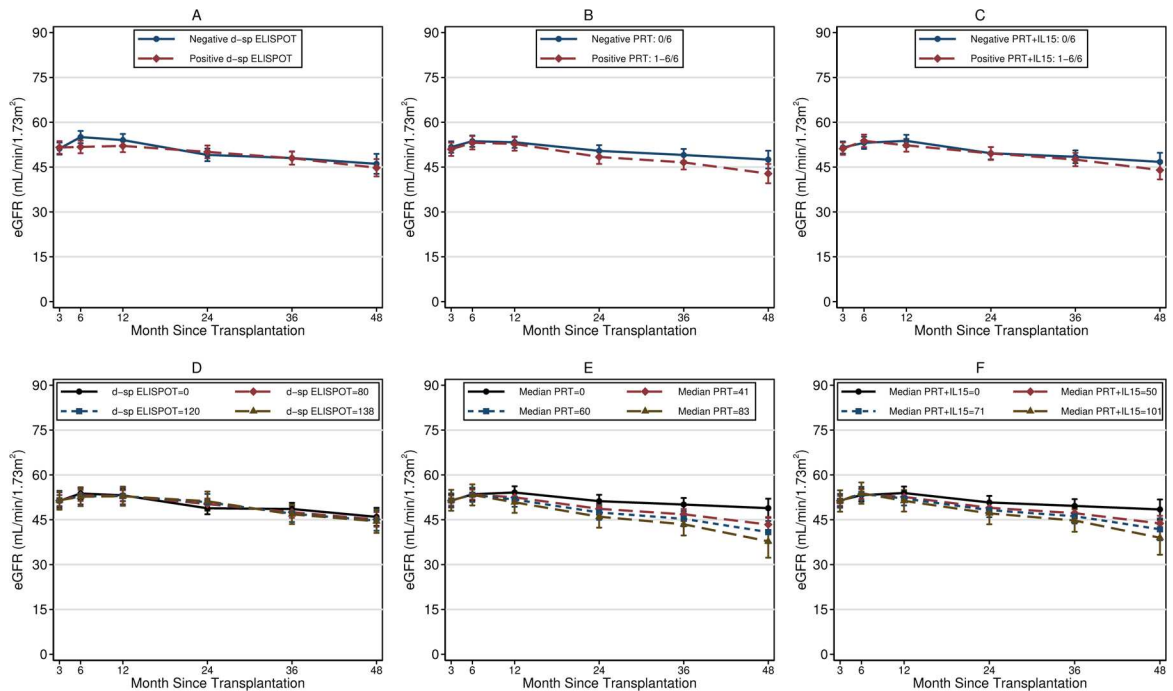 A
Negative d−sp ELISPOT
Positive d−sp ELISPOT
eGFR (mL/min/1.73m²)
90
75
60
45
30
15
0
3 6 12 24 36 48
Month Since Transplantation
B
Negative PRT: 0/6
Positive PRT: 1−6/6
eGFR (mL/min/1.73m²)
90
75
60
45
30
15
0
3 6 12 24 36 48
Month Since Transplantation
C
Negative PRT+IL15: 0/6
Positive PRT+IL15: 1−6/6
eGFR (mL/min/1.73m²)
90
75
60
45
30
15
0
3 6 12 24 36 48
Month Since Transplantation
D
d−sp ELISPOT=0 d−sp ELISPOT=80
d−sp ELISPOT=120 d−sp ELISPOT=138
eGFR (mL/min/1.73m²)
90
75
60
45
30
15
0
3 6 12 24 36 48
Month Since Transplantation
E
Median PRT=0 Median PRT=41
Median PRT=60 Median PRT=83
eGFR (mL/min/1.73m²)
90
75
60
45
30
15
0
3 6 12 24 36 48
Month Since Transplantation
F
Median PRT+IL15=0 Median PRT+IL15=50
Median PRT+IL15=71 Median PRT+IL15=101
eGFR (mL/min/1.73m²)
90
75
60
45
30
15
0
3 6 12 24 36 48
Month Since Transplantation